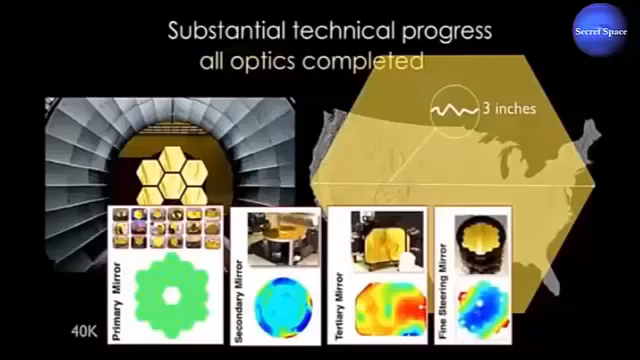 Substantial technical progress
all optics completed
Secret Space
3 inches
Primary Mirror
Secondary Mirror
Tertiary Mirror
Fine Steering Mirror
40K